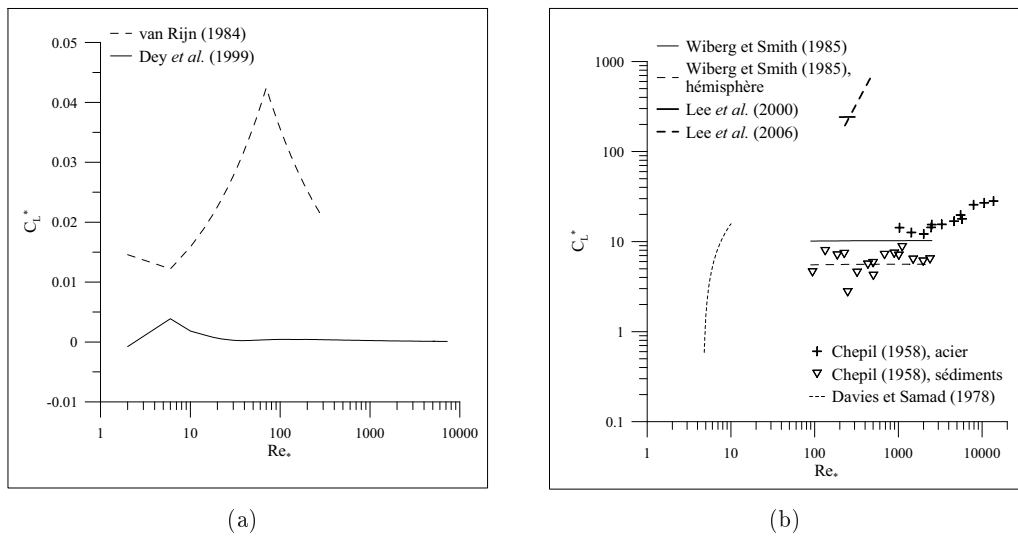 van Rijn (1984)
Dey et al. (1999)
0.05
0.04
0.03
0.02
0.01
0
-0.01
C_L*
1
10
100
1000
10000
Re*
(a)
Wiberg et Smith (1985)
Wiberg et Smith (1985),
hémisphère
Lee et al. (2000)
Lee et al. (2006)
1000
100
10
1
0.1
C_L*
Chepil (1958), acier
Chepil (1958), sédiments
Davies et Samad (1978)
1
10
100
1000
10000
Re*
(b)